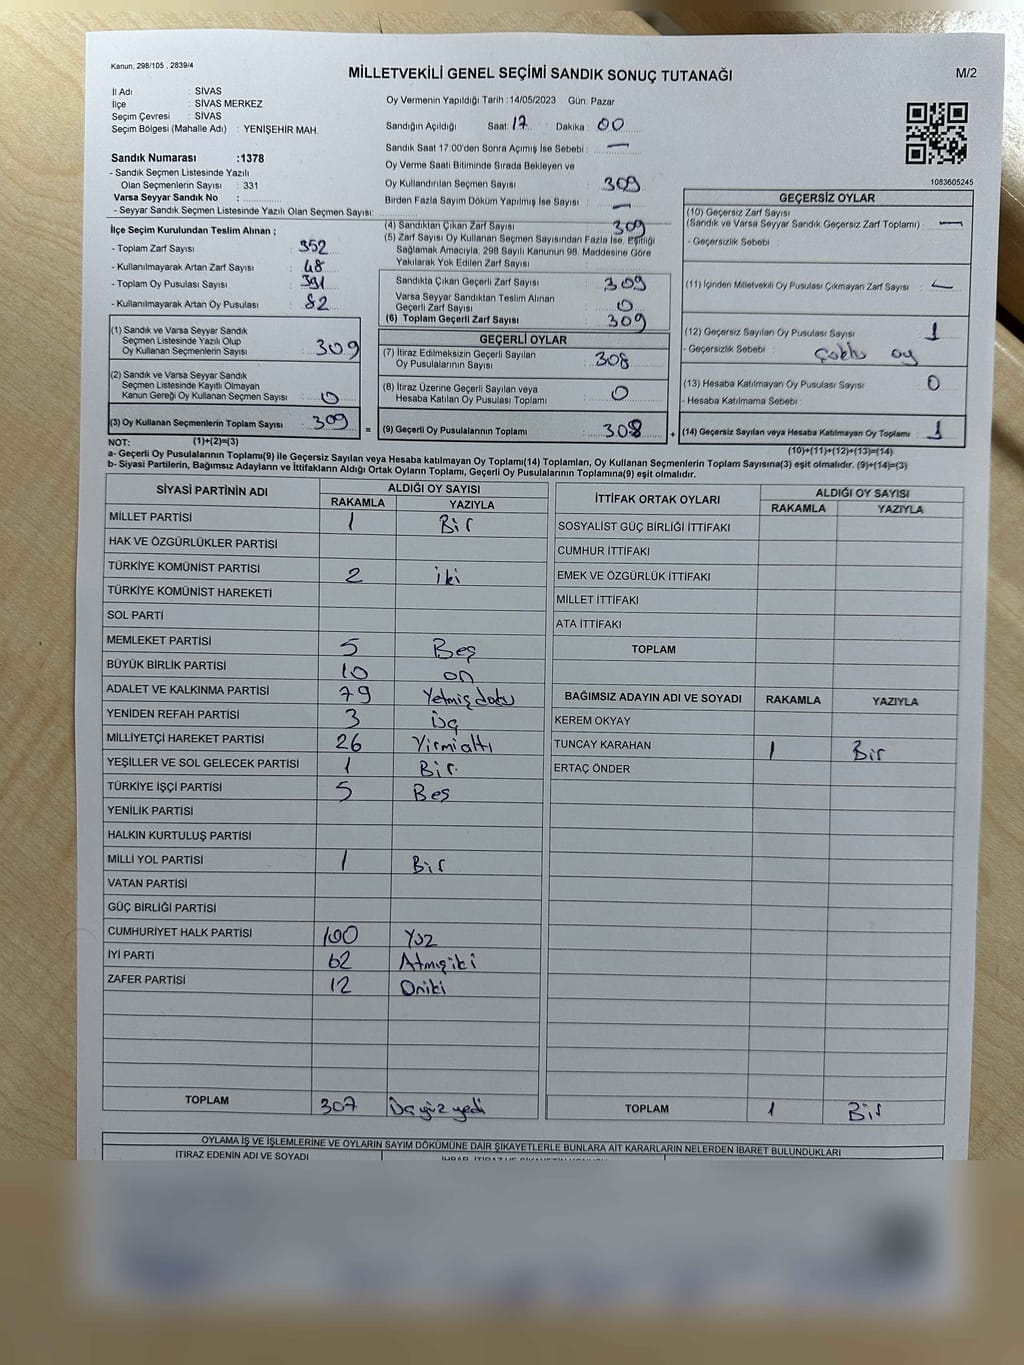 Kanun, 298/105 , 2839/4
MİLLETVEKİLİ GENEL SEÇİMİ SANDIK SONUÇ TUTANAĞI
M/2
İl Adı : SİVAS
İlçe : SİVAS MERKEZ
Seçim Çevresi : SİVAS
Seçim Bölgesi (Mahalle Adı) : YENİŞEHİR MAH.
Sandık Numarası :1378
- Sandık Seçmen Listesinde Yazılı
Olan Seçmenlerin Sayısı : 331
Varsa Seyyar Sandık No :
- Seyyar Sandık Seçmen Listesinde Yazılı Olan Seçmen Sayısı:
Oy Vermenin Yapıldığı Tarih :14/05/2023 Gün: Pazar
Sandığın Açıldığı Saat: 17 Dakika : 00
Sandık Saat 17:00'den Sonra Açımış İse Sebebi : —
Oy Verme Saati Bitiminde Sırada Bekleyen ve
Oy Kullandırılan Seçmen Sayısı : 309
Birden Fazla Sayım Döküm Yapılmış İse Sayısı : —
1083605245
İlçe Seçim Kurulundan Teslim Alınan ;
- Toplam Zarf Sayısı : 352
- Kullanılmayarak Artan Zarf Sayısı : 48
- Toplam Oy Pusulası Sayısı : 391
- Kullanılmayarak Artan Oy Pusulası : 82
(4) Sandıktan Çıkan Zarf Sayısı : 309
(5) Zarf Sayısı Oy Kullanan Seçmen Sayısından Fazla İse, Eşitliği
Sağlamak Amacıyla, 298 Sayılı Kanunun 98. Maddesine Göre
Yakılarak Yok Edilen Zarf Sayısı :
Sandıkta Çıkan Geçerli Zarf Sayısı : 309
Varsa Seyyar Sandıktan Teslim Alınan
Geçerli Zarf Sayısı : 0
(6) Toplam Geçerli Zarf Sayısı : 309
GEÇERSİZ OYLAR
(10) Geçersiz Zarf Sayısı
(Sandık ve Varsa Seyyar Sandık Geçersiz Zarf Toplamı) : —
- Geçersizlik Sebebi :
(11) İçinden Milletvekili Oy Pusulası Çıkmayan Zarf Sayısı : —
(12) Geçersiz Sayılan Oy Pusulası Sayısı : 1
- Geçersizlik Sebebi : Çoklu oy
(13) Hesaba Katılmayan Oy Pusulası Sayısı : 0
- Hesaba Katılmama Sebebi :
(14) Geçersiz Sayılan veya Hesaba Katılmayan Oy Toplamı : 1
(10)+(11)+(12)+(13)=(14)
(1) Sandık ve Varsa Seyyar Sandık
Seçmen Listesinde Yazılı Olup
Oy Kullanan Seçmenlerin Sayısı : 309
(2) Sandık ve Varsa Seyyar Sandık
Seçmen Listesinde Kayıtlı Olmayan
Kanun Gereği Oy Kullanan Seçmen Sayısı : 0
(3) Oy Kullanan Seçmenlerin Toplam Sayısı : 309
GEÇERLİ OYLAR
(7) İtiraz Edilmeksizin Geçerli Sayılan
Oy Pusulalarının Sayısı : 308
(8) İtiraz Üzerine Geçerli Sayılan veya
Hesaba Katılan Oy Pusulası Toplamı : 0
= (9) Geçerli Oy Pusulalarının Toplamı : 308 +
NOT: (1)+(2)=(3)
a- Geçerli Oy Pusulaları Toplamı(9) ile Geçersiz Sayılan veya Hesaba katılmayan Oy Toplamı(14) Toplamları, Oy Kullanan Seçmenlerin Toplam Sayısına(3) eşit olmalıdır. (9)+(14)=(3)
b- Siyasi Partilerin, Bağımsız Adayların ve İttifakların Aldığı Ortak Oyların Toplamı, Geçerli Oy Pusulalarının Toplamına(9) eşit olmalıdır.
SİYASİ PARTİNİN ADI ALDIĞI OY SAYISI
RAKAMLA YAZIYLA
MİLLET PARTİSİ 1 Bir
HAK VE ÖZGÜRLÜKLER PARTİSİ
TÜRKİYE KOMÜNİST PARTİSİ 2 iki
TÜRKİYE KOMÜNİST HAREKETİ
SOL PARTİ
MEMLEKET PARTİSİ 5 Beş
BÜYÜK BİRLİK PARTİSİ 10 on
ADALET VE KALKINMA PARTİSİ 79 Yetmişdokuz
YENİDEN REFAH PARTİSİ 3 Üç
MİLLİYETÇİ HAREKET PARTİSİ 26 Yirmialtı
YEŞİLLER VE SOL GELECEK PARTİSİ 1 Bir.
TÜRKİYE İŞÇİ PARTİSİ 5 Beş
YENİLİK PARTİSİ
HALKIN KURTULUŞ PARTİSİ
MİLLİ YOL PARTİSİ 1 Bir
VATAN PARTİSİ
GÜÇ BİRLİĞİ PARTİSİ
CUMHURİYET HALK PARTİSİ 100 Yüz
İYİ PARTİ 62 Atmışiki
ZAFER PARTİSİ 12 Oniki
TOPLAM 307 Üçyüz yedi
İTTİFAK ORTAK OYLARI ALDIĞI OY SAYISI
RAKAMLA YAZIYLA
SOSYALİST GÜÇ BİRLİĞİ İTTİFAKI
CUMHUR İTTİFAKI
EMEK VE ÖZGÜRLÜK İTTİFAKI
MİLLET İTTİFAKI
ATA İTTİFAKI
TOPLAM
BAĞIMSIZ ADAYIN ADI VE SOYADI RAKAMLA YAZIYLA
KEREM OKYAY
TUNCAY KARAHAN 1 Bir
ERTAÇ ÖNDER
TOPLAM 1 Bir
OYLAMA İŞ VE İŞLEMLERİNE VE OYLARIN SAYIM DÖKÜMÜNE DAİR ŞİKAYETLERLE BUNLARA AİT KARARLARIN NELERDEN İBARET BULUNDUKLARI
İTİRAZ EDENİN ADI VE SOYADI